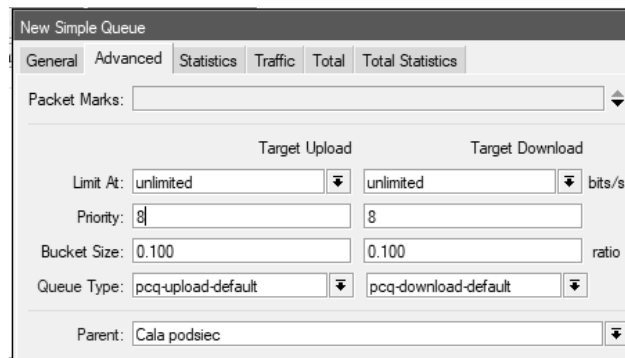 New Simple Queue
General Advanced Statistics Traffic Total Total Statistics
Packet Marks:
Target Upload Target Download
Limit At: unlimited unlimited bits/s
Priority: 8 8
Bucket Size: 0.100 0.100 ratio
Queue Type: pcq-upload-default pcq-download-default
Parent: Cala podsiec